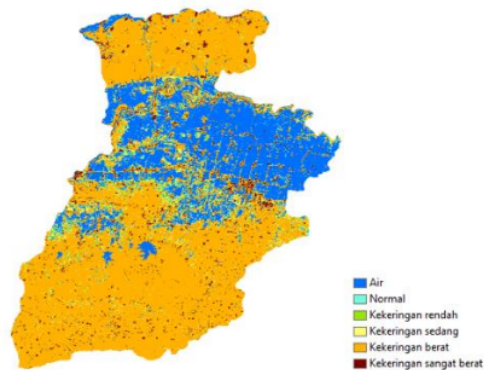 Air
Normal
Kekeringan rendah
Kekeringan sedang
Kekeringan berat
Kekeringan sangat berat